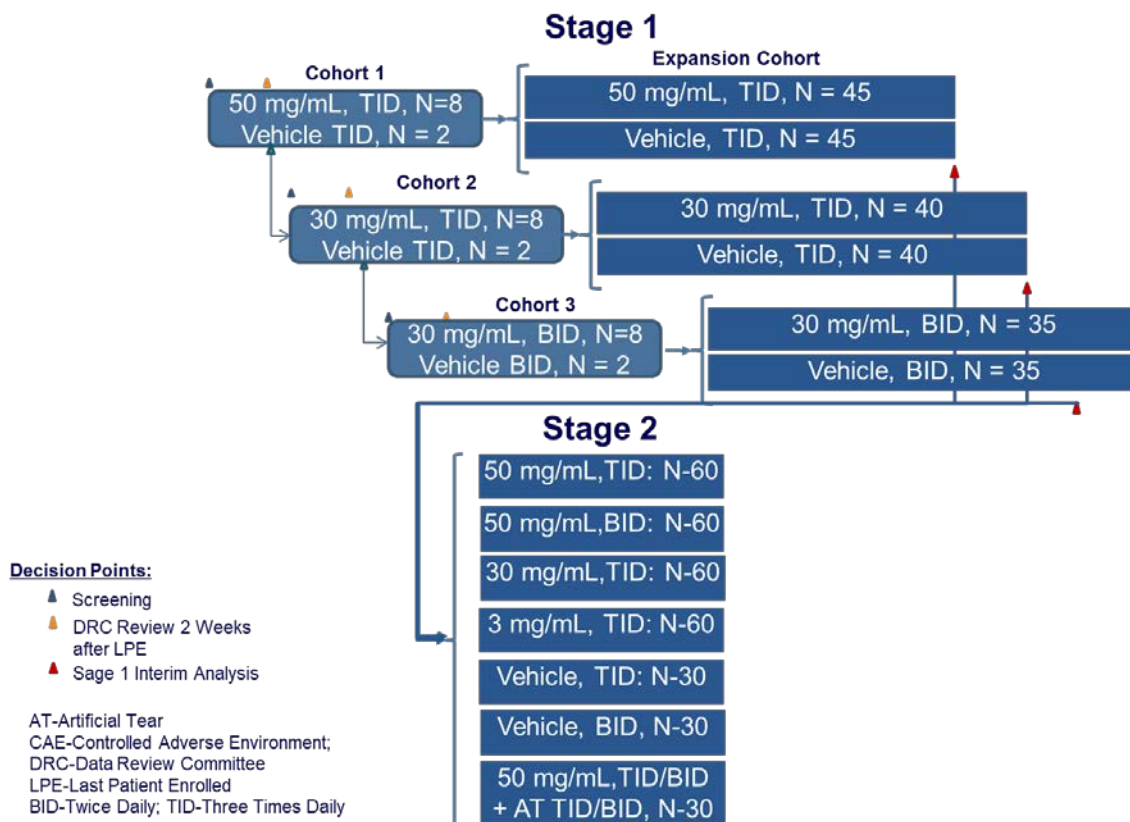 Stage 1
Cohort 1
Expansion Cohort
50 mg/mL, TID, N=8
Vehicle TID, N = 2
50 mg/mL, TID, N = 45
Vehicle, TID, N = 45
Cohort 2
30 mg/mL, TID, N=8
Vehicle TID, N = 2
30 mg/mL, TID, N = 40
Vehicle, TID, N = 40
Cohort 3
30 mg/mL, BID, N=8
Vehicle BID, N = 2
30 mg/mL, BID, N = 35
Vehicle, BID, N = 35
Stage 2
50 mg/mL,TID: N-60
50 mg/mL,BID: N-60
30 mg/mL,TID: N-60
3 mg/mL, TID: N-60
Vehicle, TID: N-30
Vehicle, BID, N-30
50 mg/mL,TID/BID
+ AT TID/BID, N-30
Decision Points:
Screening
DRC Review 2 Weeks
after LPE
Sage 1 Interim Analysis
AT-Artificial Tear
CAE-Controlled Adverse Environment;
DRC-Data Review Committee
LPE-Last Patient Enrolled
BID-Twice Daily; TID-Three Times Daily